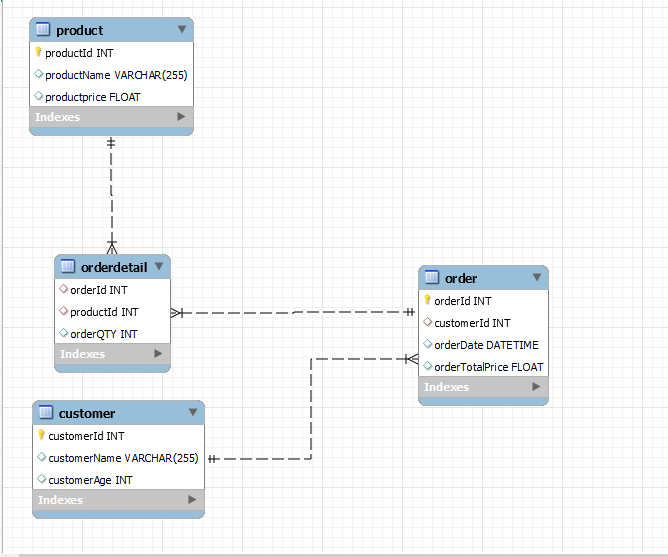 product
productId INT
productName VARCHAR(255)
productprice FLOAT
Indexes
orderdetail
orderId INT
productId INT
orderQTY INT
Indexes
order
orderId INT
customerId INT
orderDate DATETIME
orderTotalPrice FLOAT
Indexes
customer
customerId INT
customerName VARCHAR(255)
customerAge INT
Indexes